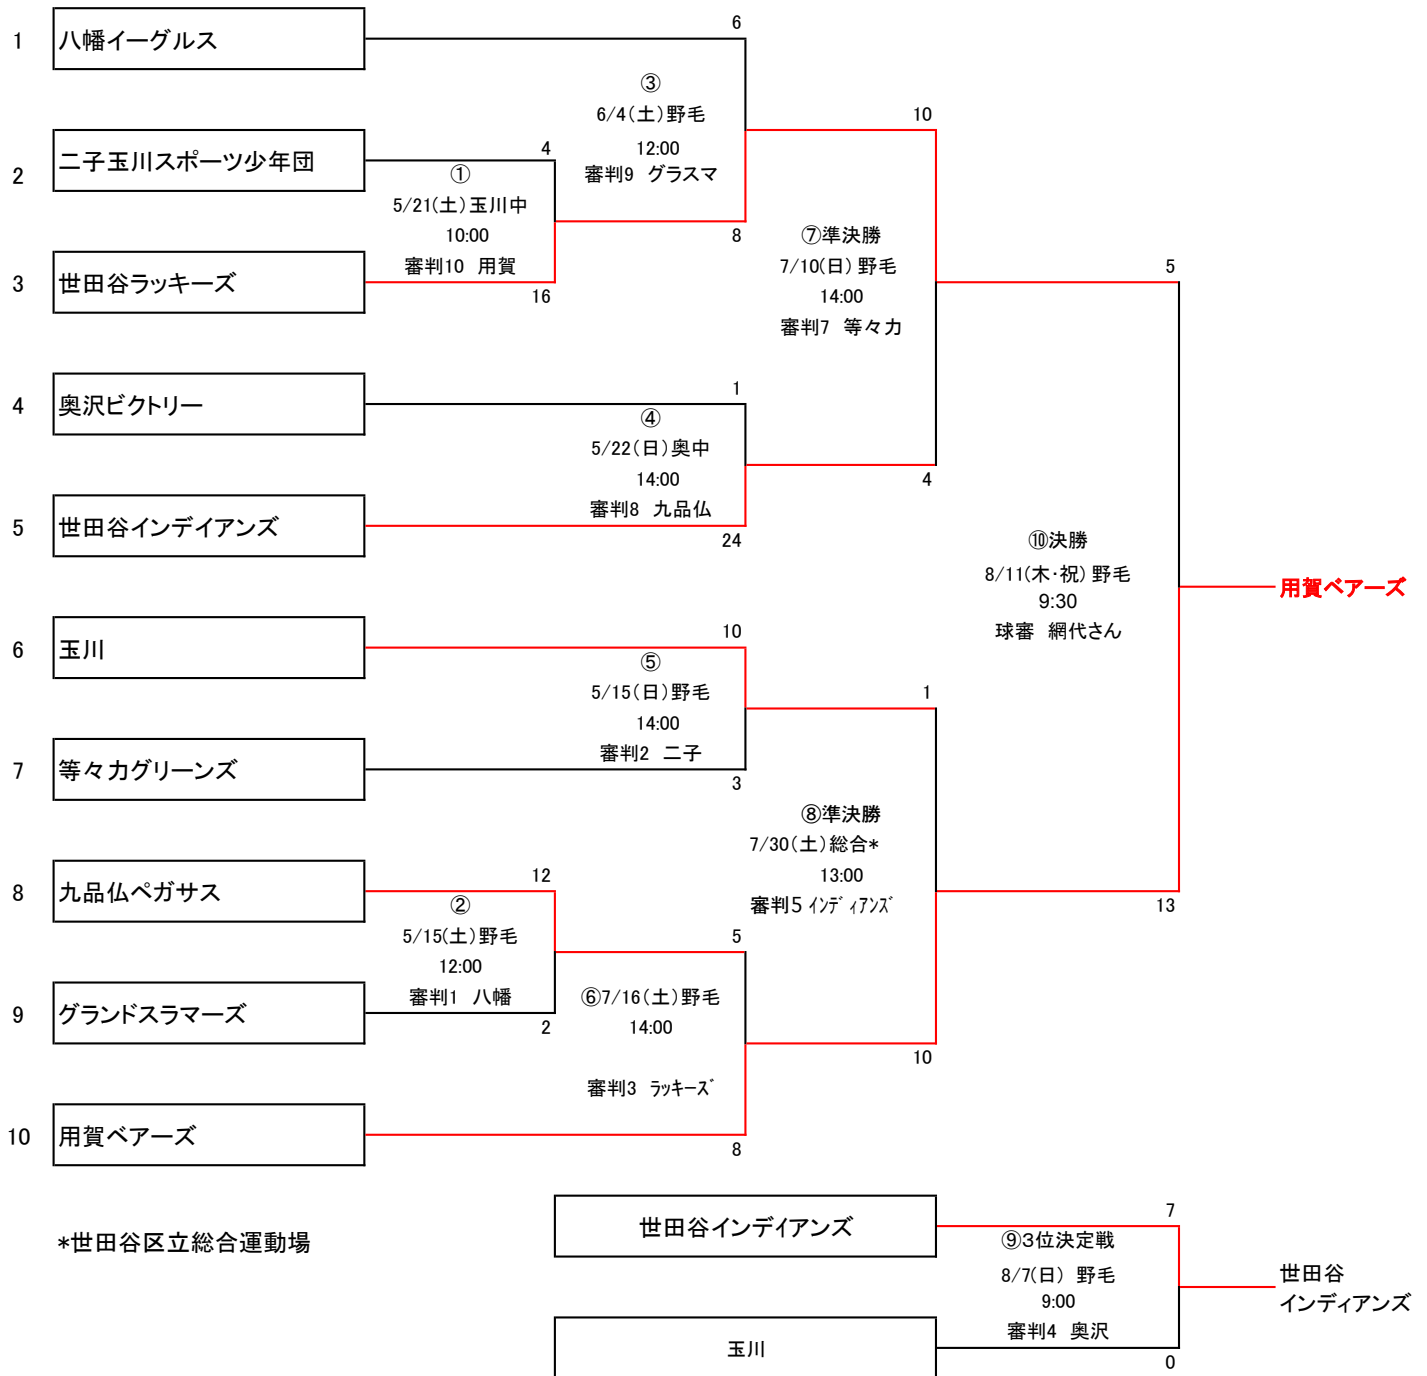 6
1 八幡イーグルス
③
6/4(土)野毛
10
12:00
4
審判9 グラスマ
2 二子玉川スポーツ少年団
①
5/21(土)玉川中
10:00
8
⑦準決勝
審判10 用賀
7/10(日)野毛
5
3 世田谷ラッキーズ
16
14:00
審判7 等々力
1
4 奥沢ビクトリー
④
5/22(日)奥中
14:00
4
審判8 九品仏
5 世田谷インデイアンズ
24
⑩決勝
8/11(木・祝)野毛
用賀ベアーズ
9:30
球審 網代さん
10
6 玉川
⑤
5/15(日)野毛
1
14:00
審判2 二子
7 等々力グリーンズ
3
⑧準決勝
7/30(土)総合*
12
13:00
8 九品仏ペガサス
②
審判5 インディアンズ
13
5/15(土)野毛
5
12:00
審判1 八幡
⑥7/16(土)野毛
9 グランドスラマーズ
2
14:00
10
審判3 ラッキーズ
10 用賀ベアーズ
8
7
世田谷インデイアンズ
*世田谷区立総合運動場
⑨3位決定戦
8/7(日) 野毛
世田谷
9:00
インディアンズ
審判4 奥沢
玉川
0